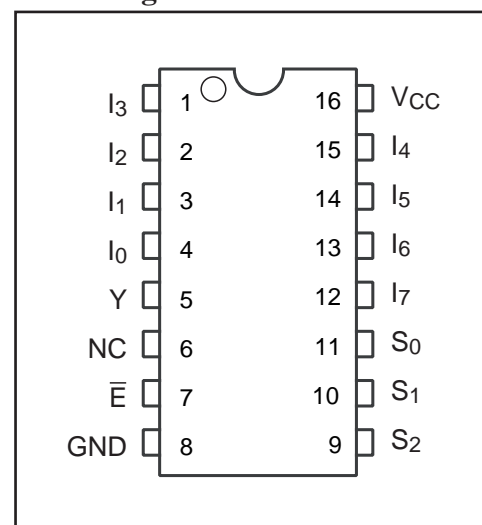 I3 1 16 VCC
I2 2 15 I4
I1 3 14 I5
I0 4 13 I6
Y 5 12 I7
NC 6 11 S0
E̅ 7 10 S1
GND 8 9 S2